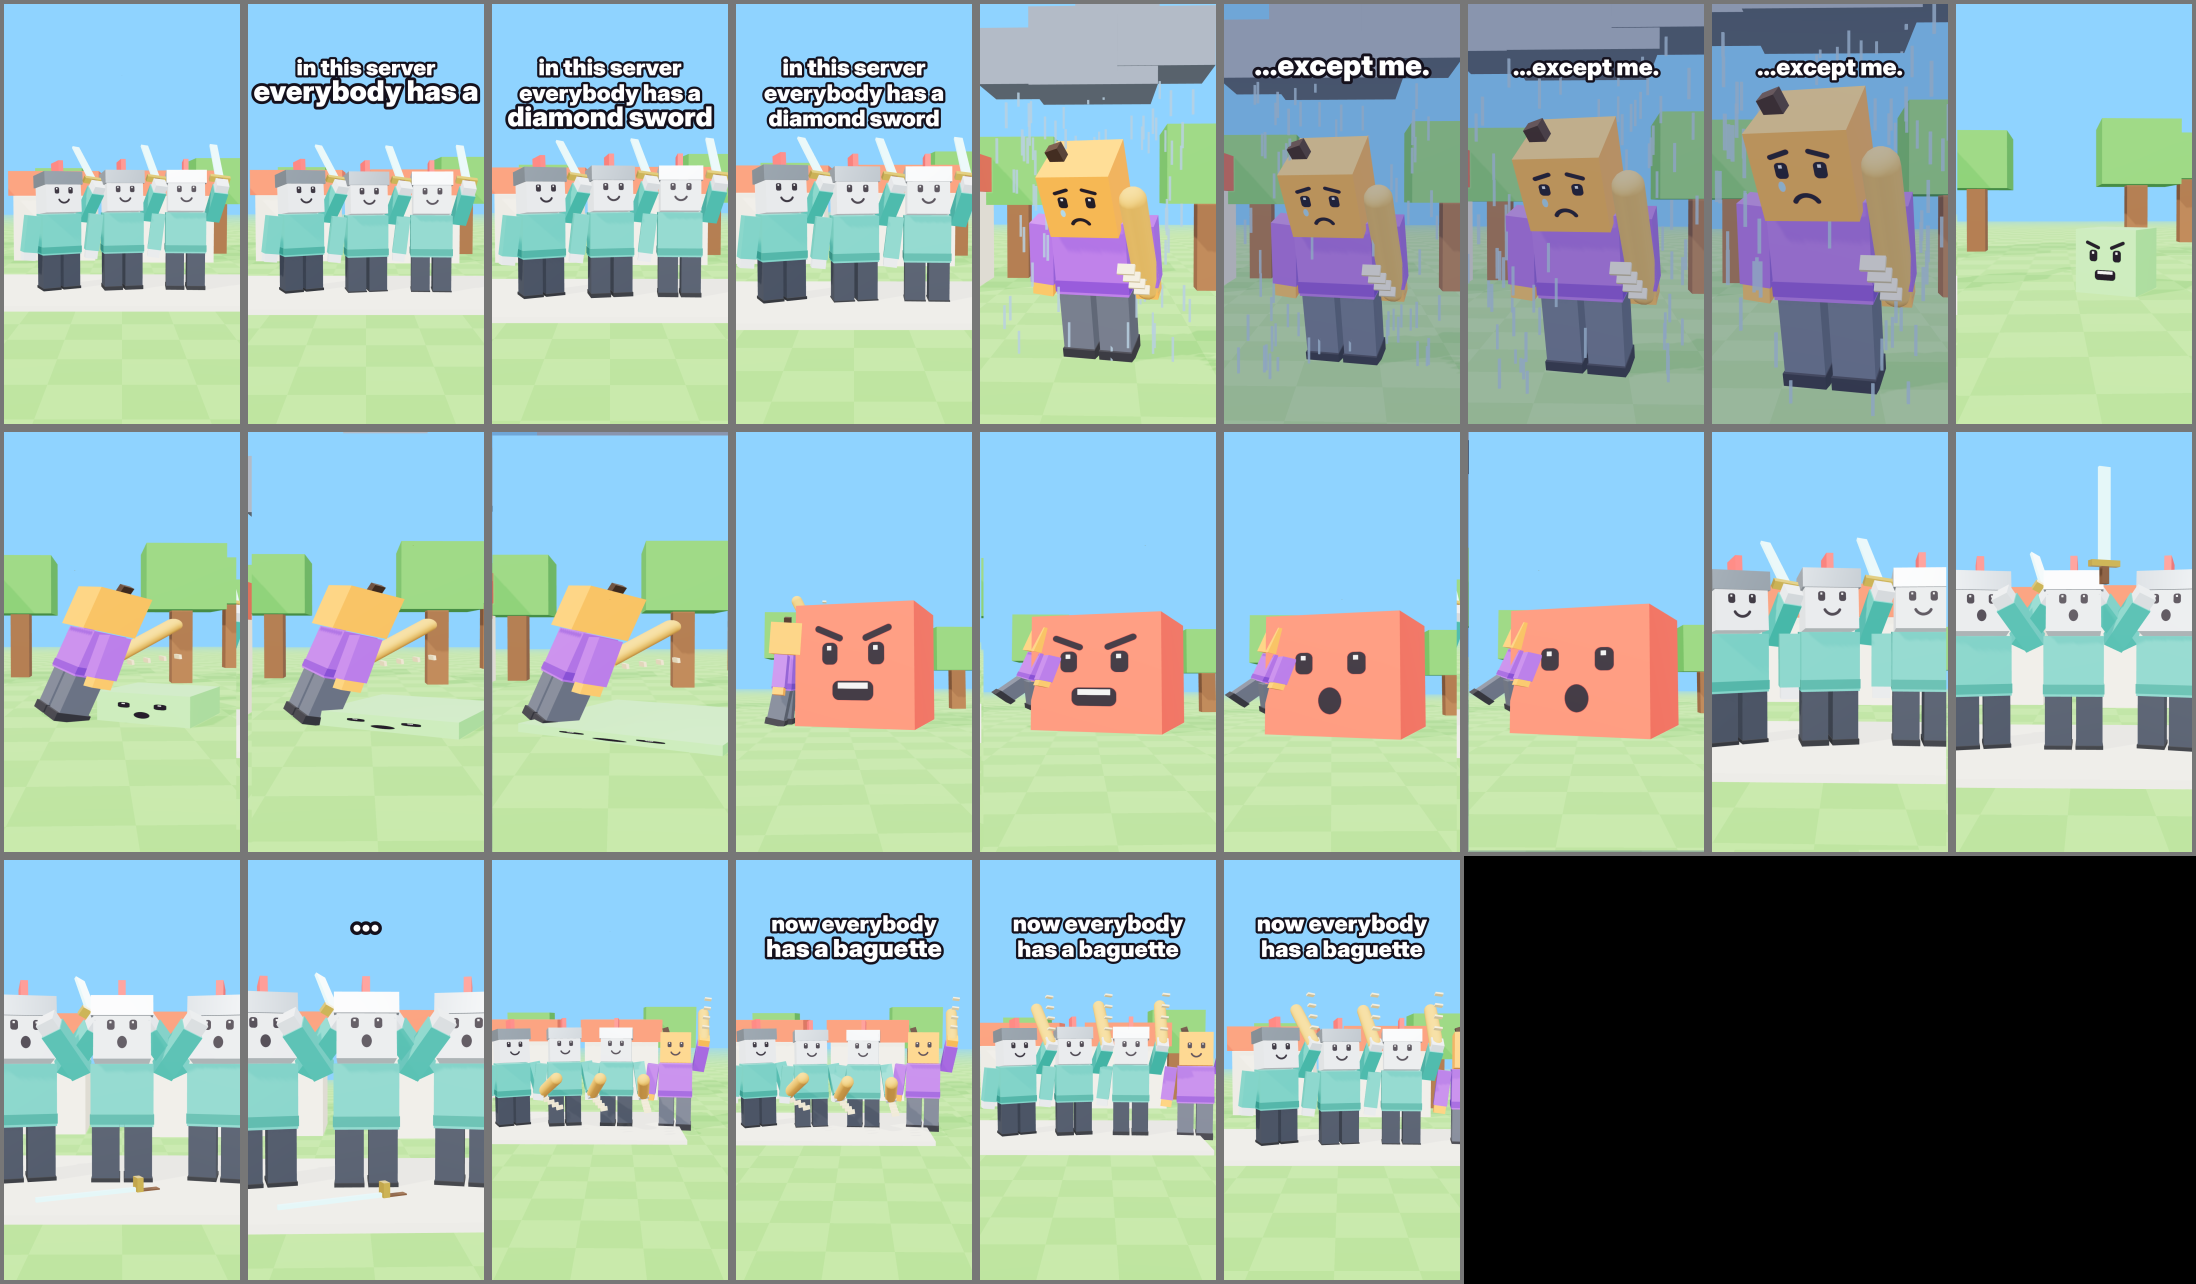 in this server
everybody has a
in this server
everybody has a
diamond sword
in this server
everybody has a
diamond sword
...except me.
...except me.
...except me.
...
now everybody
has a baguette
now everybody
has a baguette
now everybody
has a baguette